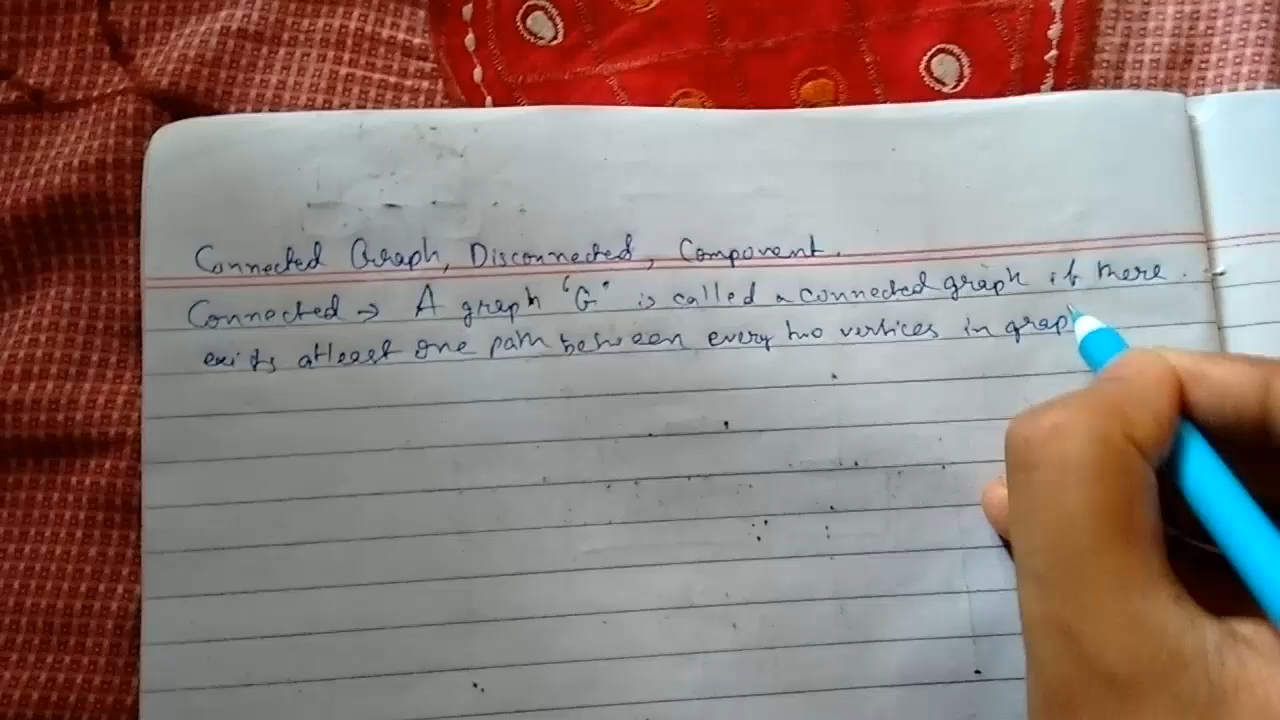 Connected Graph, Disconnected, Component.
Connected → A graph "G" is called a connected graph if there
exits atleast one path between every two vertices in grap